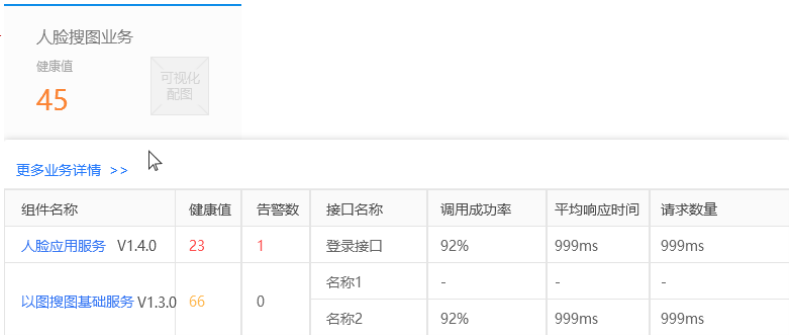 人脸搜图业务
健康值
45
可视化
配图
更多业务详情 >>
组件名称 健康值 告警数 接口名称 调用成功率 平均响应时间 请求数量
人脸应用服务 V1.4.0 23 1 登录接口 92% 999ms 999ms
名称1 - - -
以图搜图基础服务 V1.3.0 66 0
名称2 92% 999ms 999ms